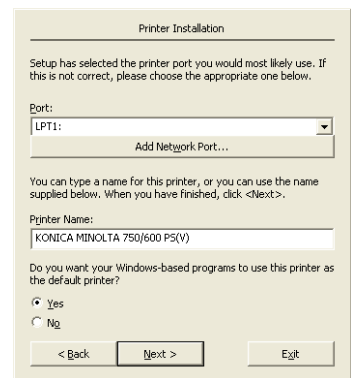 Printer Installation
Setup has selected the printer port you would most likely use. If
this is not correct, please choose the appropriate one below.
Port:
LPT1:
Add Network Port...
You can type a name for this printer, or you can use the name
supplied below. When you have finished, click <Next>.
Printer Name:
KONICA MINOLTA 750/600 PS(V)
Do you want your Windows-based programs to use this printer as
the default printer?
Yes
No
< Back Next > Exit